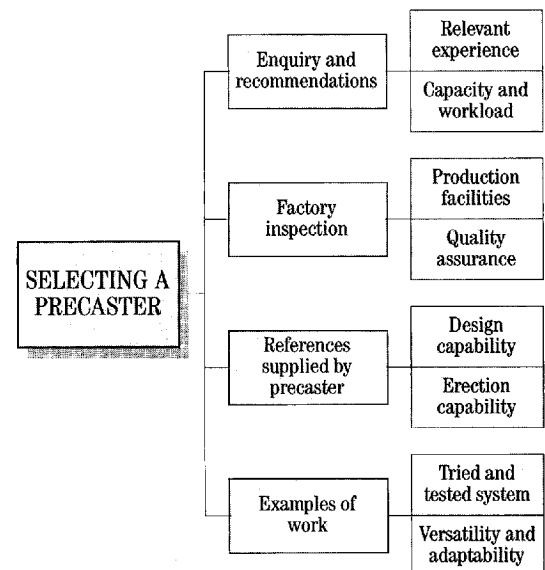 SELECTING A
PRECASTER
Enquiry and
recommendations
Relevant
experience
Capacity and
workload
Factory
inspection
Production
facilities
Quality
assurance
References
supplied by
precaster
Design
capability
Erection
capability
Examples of
work
Tried and
tested system
Versatility and
adaptability